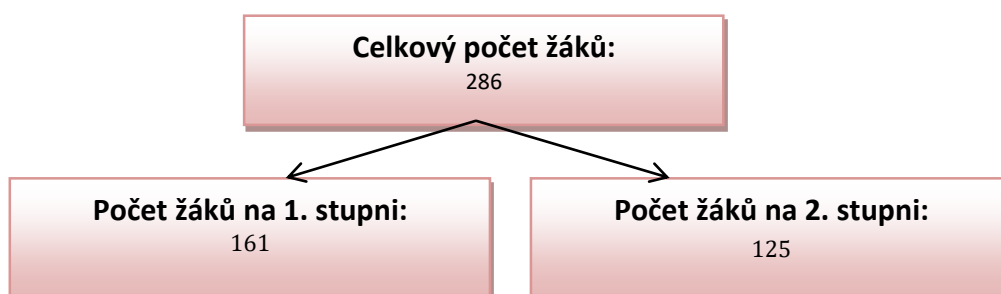 Celkový počet žáků:
286
Počet žáků na 1. stupni:
161
Počet žáků na 2. stupni:
125